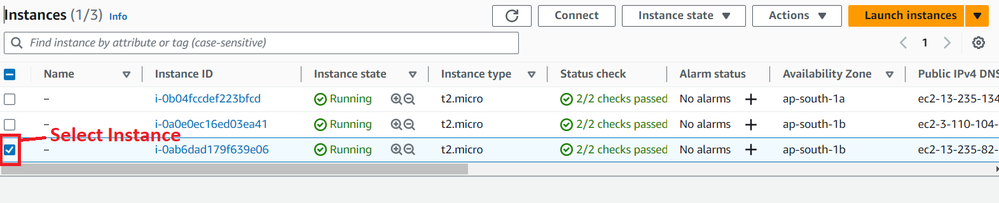 Instances (1/3) Info Connect Instance state Actions Launch instances
Find instance by attribute or tag (case-sensitive) 1
Name Instance ID Instance state Instance type Status check Alarm status Availability Zone Public IPv4 DNS
– i-0b04fccdef223bfcd Running t2.micro 2/2 checks passed No alarms + ap-south-1a ec2-13-235-134
– i-0a0e0ec16ed03ea41 Running t2.micro 2/2 checks passed No alarms + ap-south-1b ec2-3-110-104-
Select Instance
– i-0ab6dad179f639e06 Running t2.micro 2/2 checks passed No alarms + ap-south-1b ec2-13-235-82-